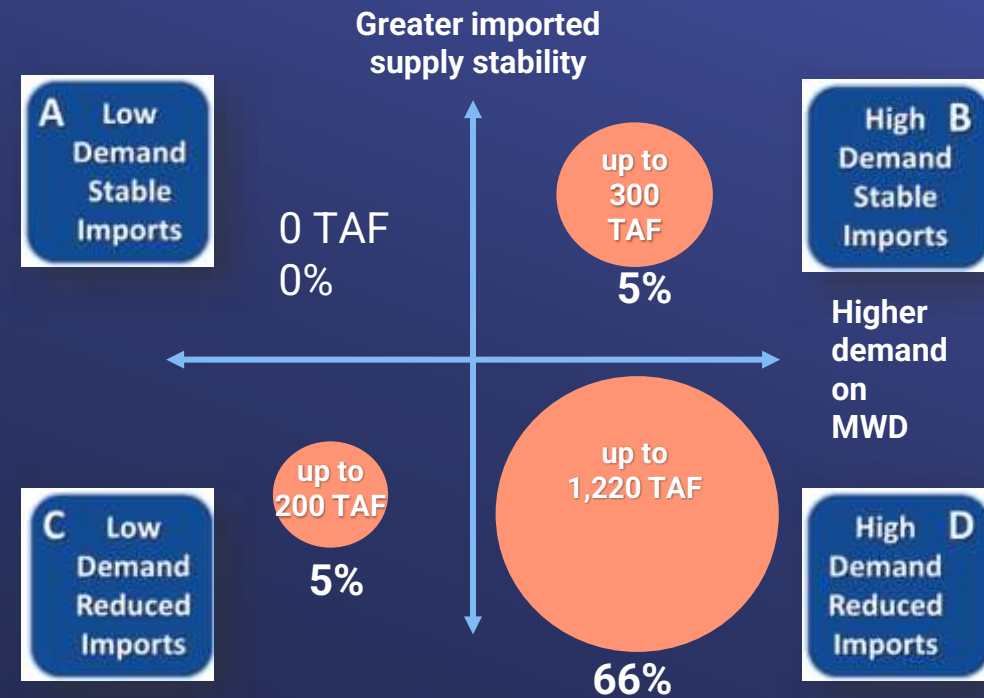 Greater imported
supply stability
A Low
Demand
Stable
Imports
0 TAF
0%
up to
300
TAF
5%
High B
Demand
Stable
Imports
Higher
demand
on
MWD
C Low
Demand
Reduced
Imports
up to
200 TAF
5%
up to
1,220 TAF
66%
High D
Demand
Reduced
Imports